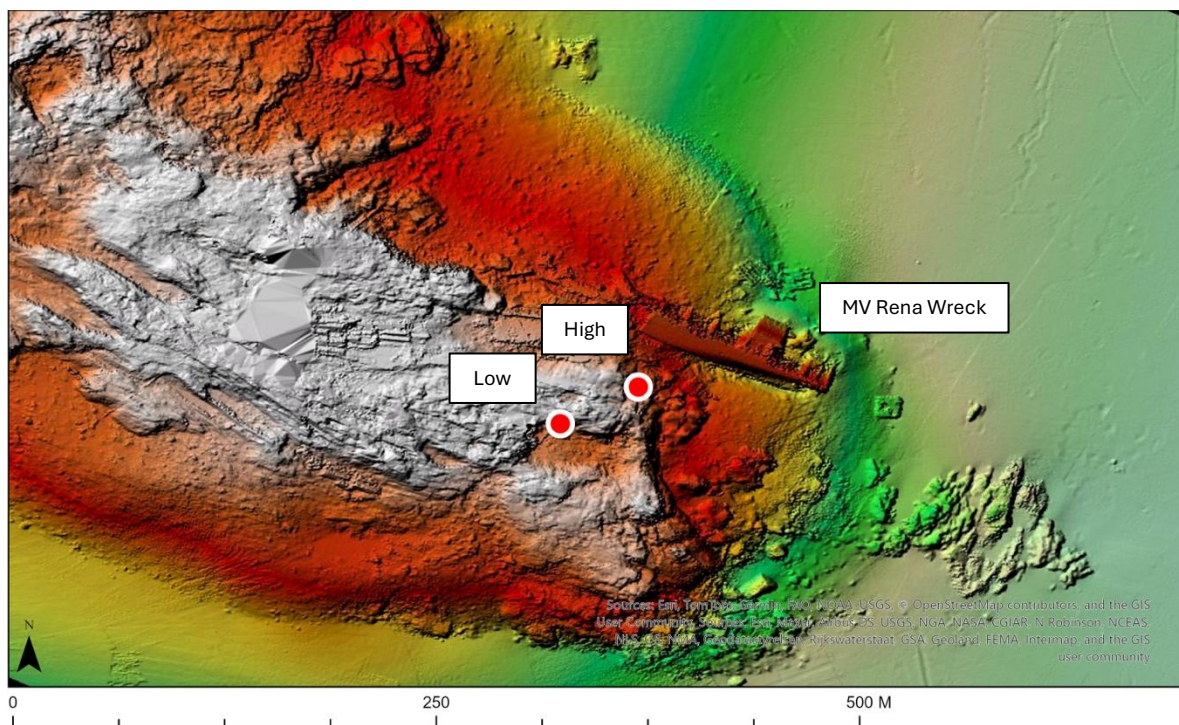 MV Rena Wreck
High
Low
Sources: Esri, TomTom, Garmin, FAO, NOAA, USGS, © OpenStreetMap contributors, and the GIS
User Community, Sources: Esri, Maxar, Airbus DS, USGS, NGA, NASA, CGIAR, N Robinson, NCEAS,
NLS, OS, NMA, Geodatastyrelsen, Rijkswaterstaat, GSA, Geoland, FEMA, Intermap, and the GIS
user community
N
0 250 500 M